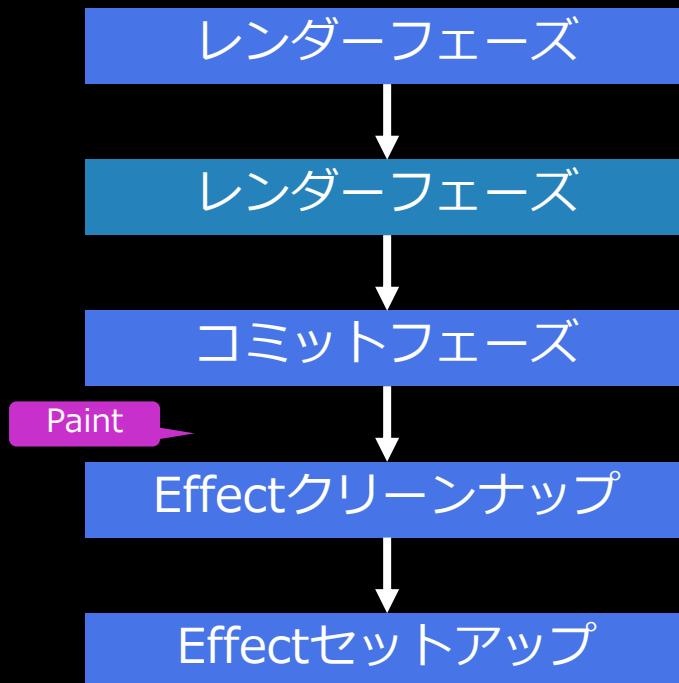 レンダーフェーズ
レンダーフェーズ
コミットフェーズ
Paint
Effectクリーンナップ
Effectセットアップ